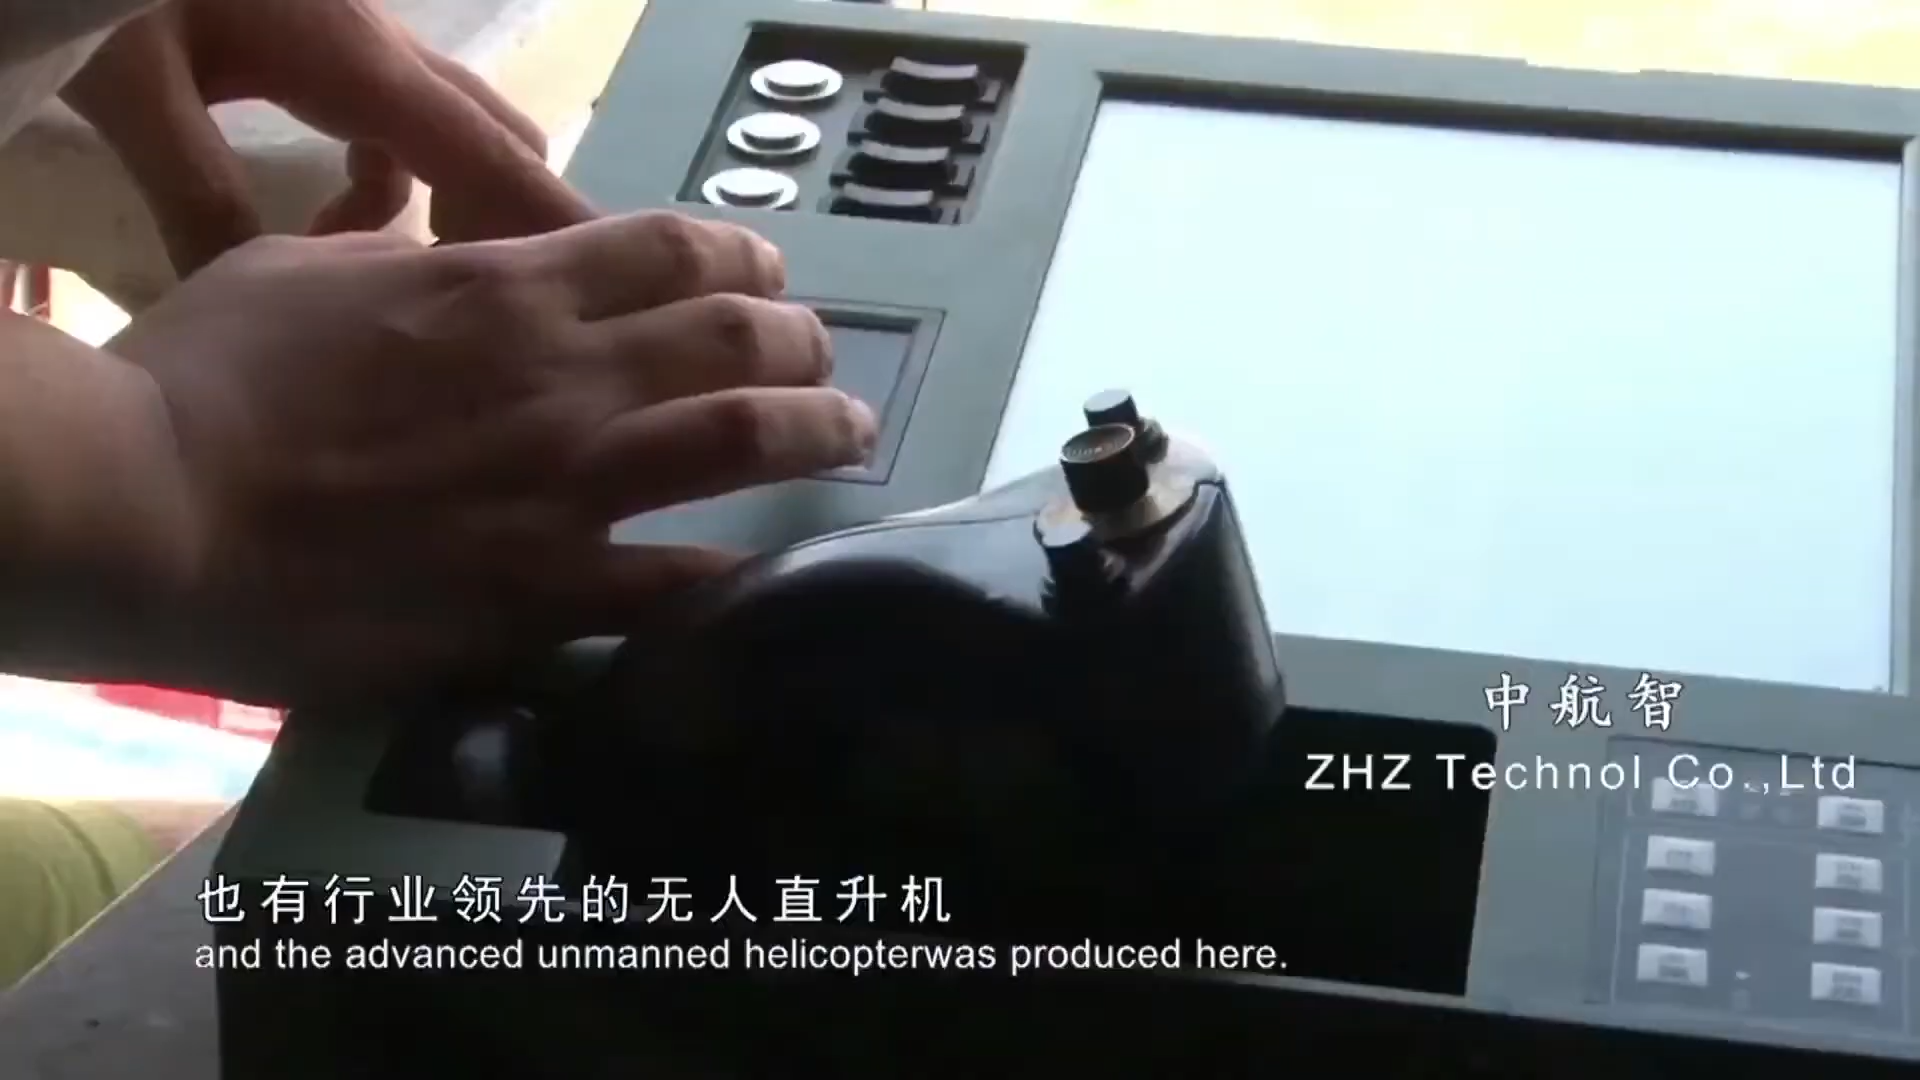 中航智
ZHZ Technol Co.,Ltd
也有行业领先的无人直升机
and the advanced unmanned helicopterwas produced here.